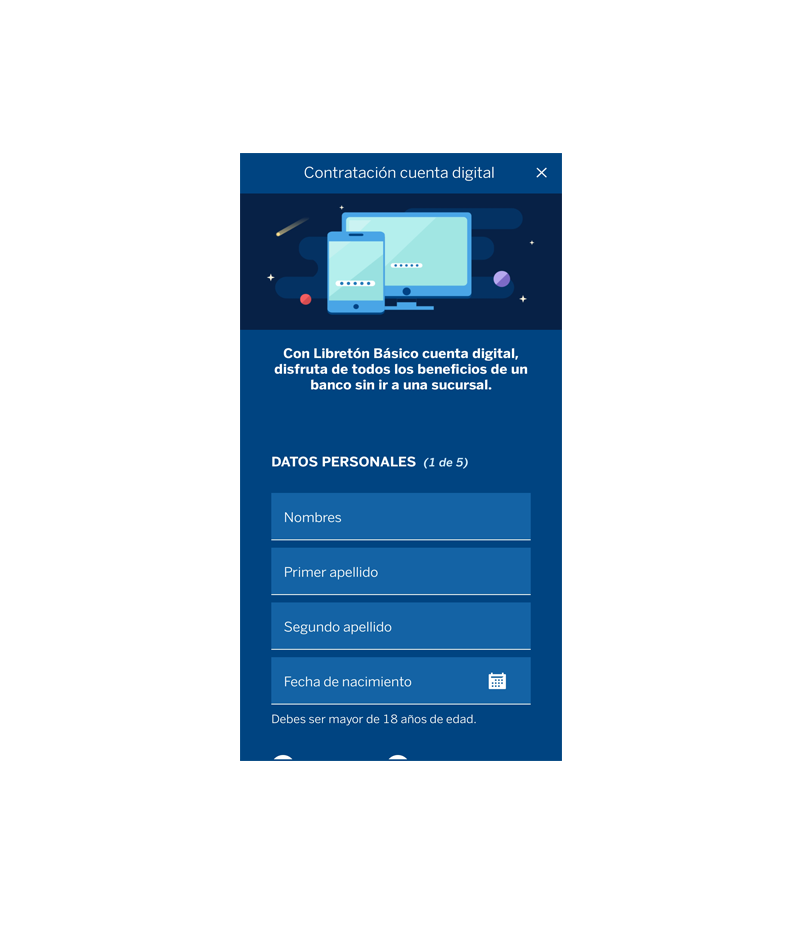 Contratación cuenta digital
Con Libretón Básico cuenta digital,
disfruta de todos los beneficios de un
banco sin ir a una sucursal.
DATOS PERSONALES (1 de 5)
Nombres
Primer apellido
Segundo apellido
Fecha de nacimiento
Debes ser mayor de 18 años de edad.